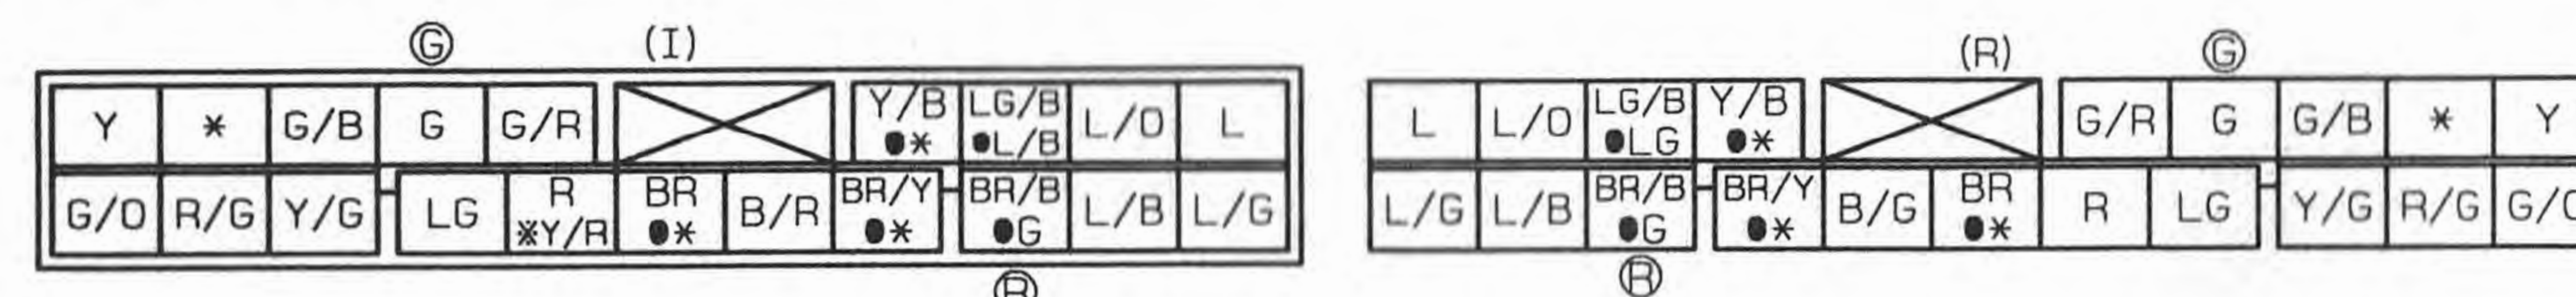 Ⓖ (I)
Y * G/B G G/R Y/B LG/B L/O L
●* ●L/B
G/O R/G Y/G LG R BR B/R BR/Y BR/B L/B L/G
※Y/R ●* ●* ●G
Ⓡ
(R) Ⓖ
L L/O LG/B Y/B G/R G G/B * Y
●LG ●*
L/G L/B BR/B BR/Y B/G BR R LG Y/G R/G
●G ●* ●*
Ⓡ